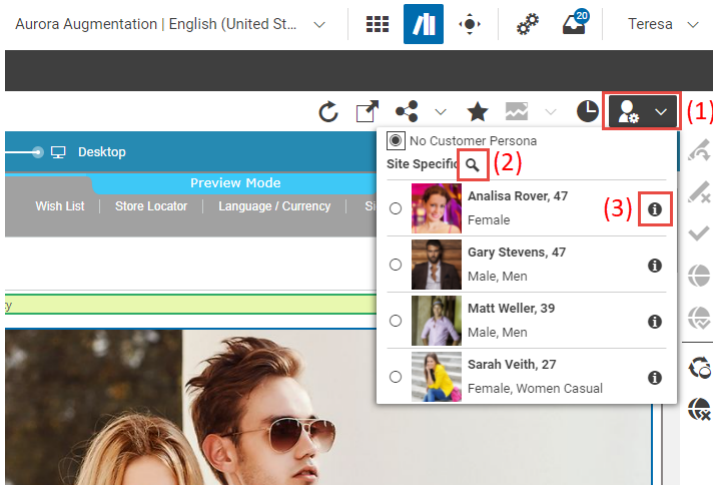 Aurora Augmentation | English (United St...
20
Teresa
(1)
No Customer Persona
Desktop
Site Specific
(2)
Preview Mode
Analisa Rover, 47
Wish List | Store Locator | Language / Currency
(3)
Female
Gary Stevens, 47
Male, Men
Matt Weller, 39
Male, Men
Sarah Veith, 27
Female, Women Casual